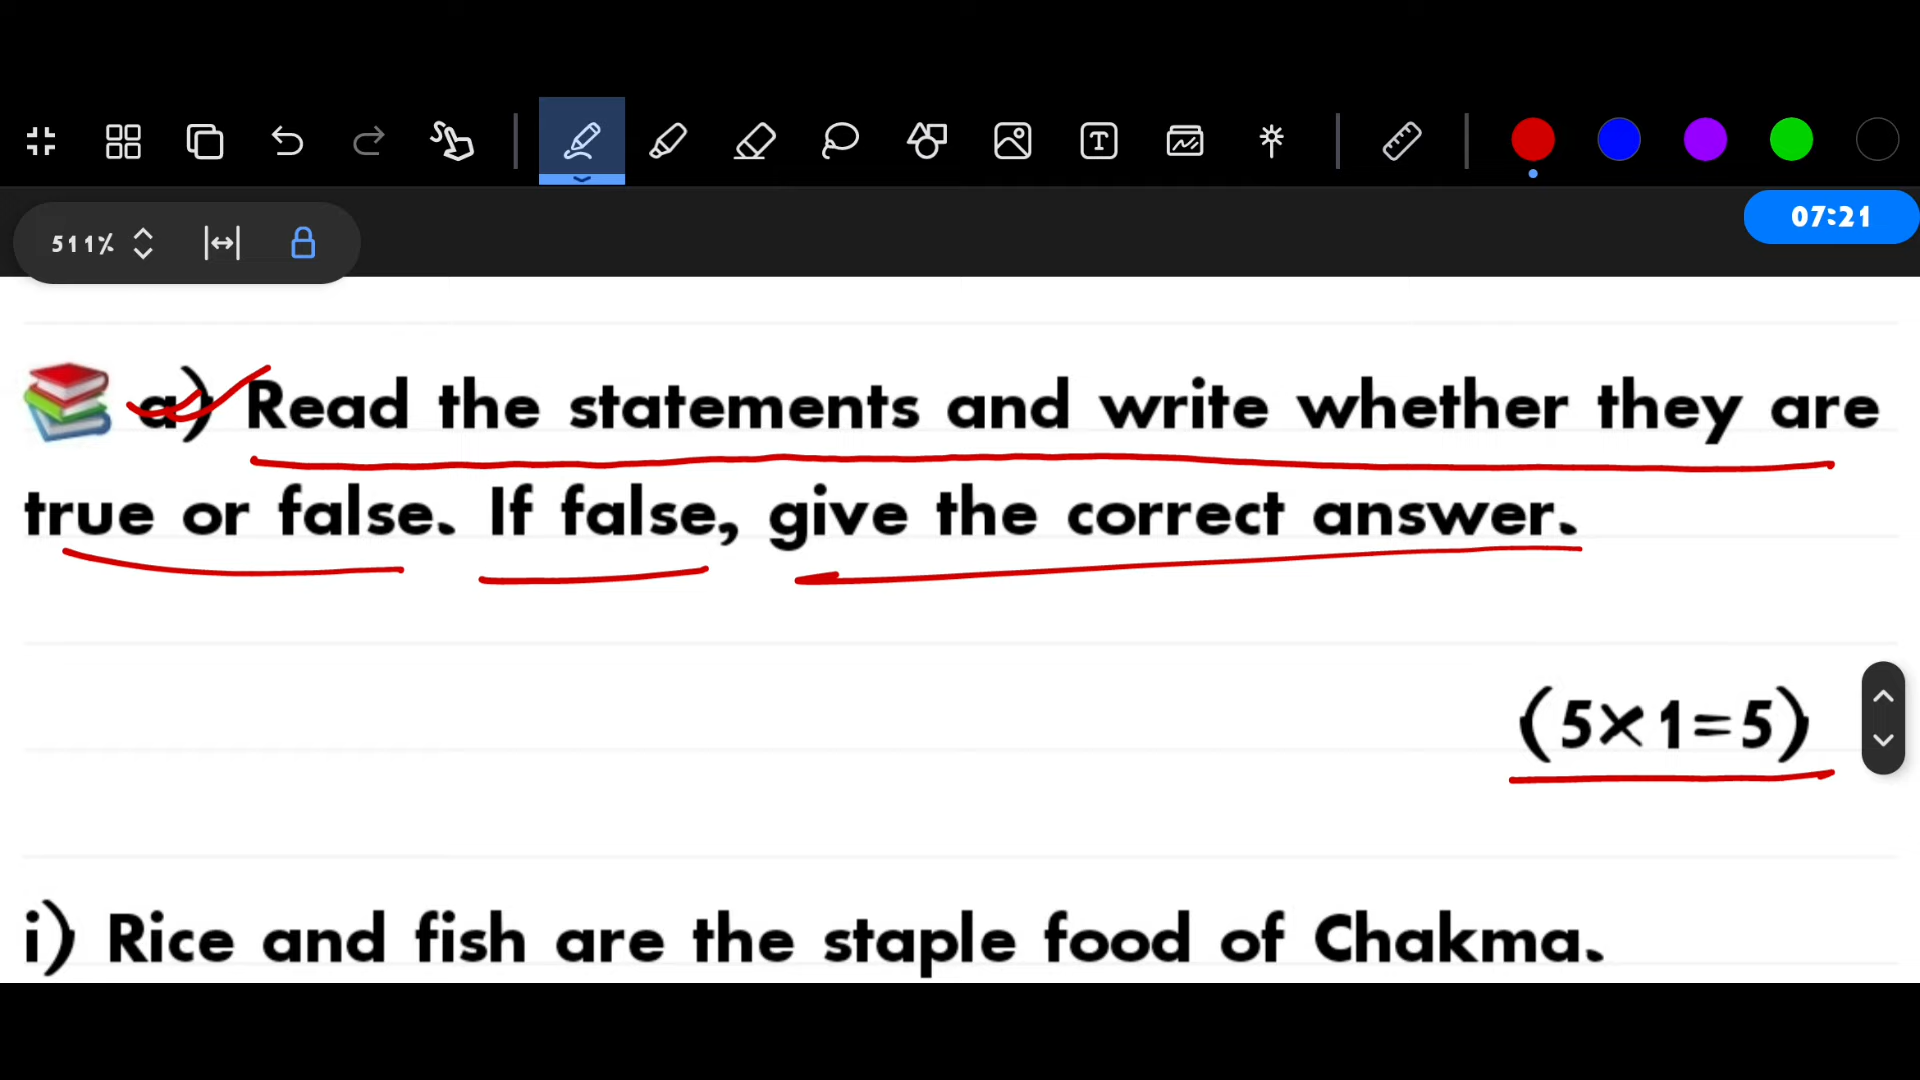 511%
07:21
a) Read the statements and write whether they are
true or false. If false, give the correct answer.
(5×1=5)
i) Rice and fish are the staple food of Chakma.